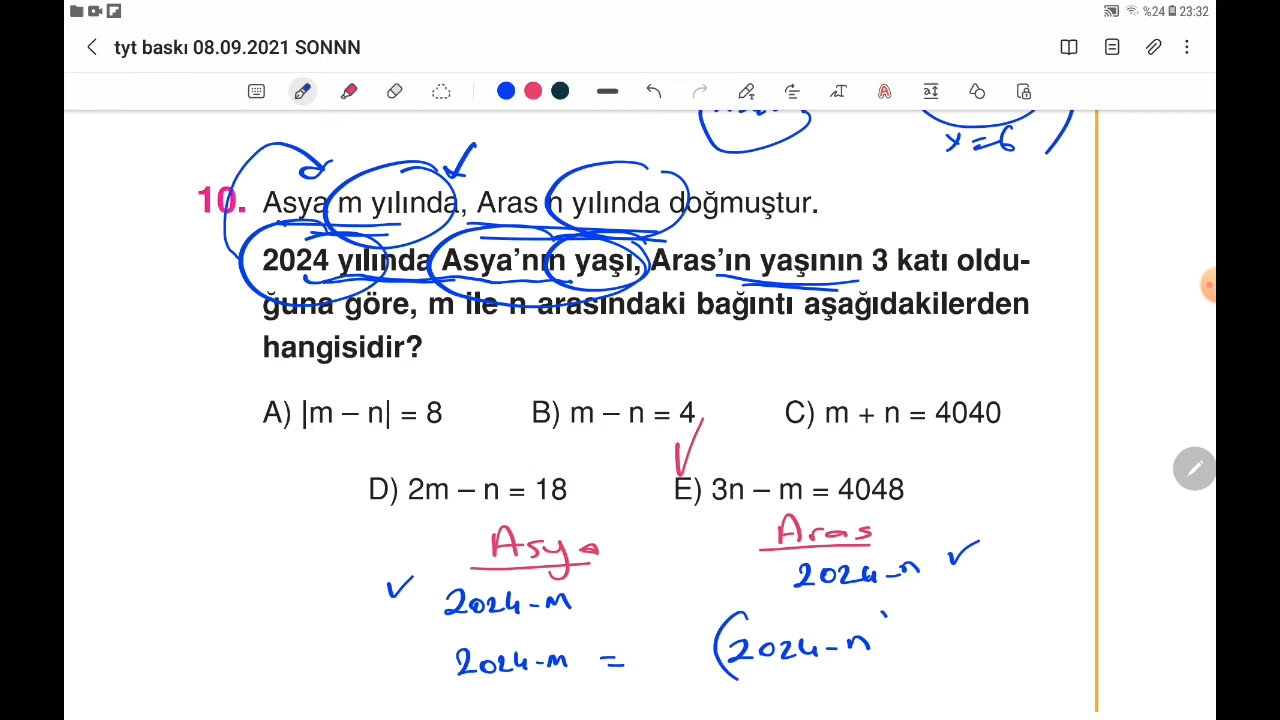 %24 23:32
tyt baskı 08.09.2021 SONNN
x=6
10. Asya m yılında, Aras n yılında doğmuştur.
2024 yılında Asya'nın yaşı, Aras'ın yaşının 3 katı oldu-
ğuna göre, m ile n arasındaki bağıntı aşağıdakilerden
hangisidir?
A) |m – n| = 8 B) m – n = 4 C) m + n = 4040
D) 2m – n = 18 E) 3n – m = 4048
Asya Aras
2024-m 2024-n
2024-m = (2024-n